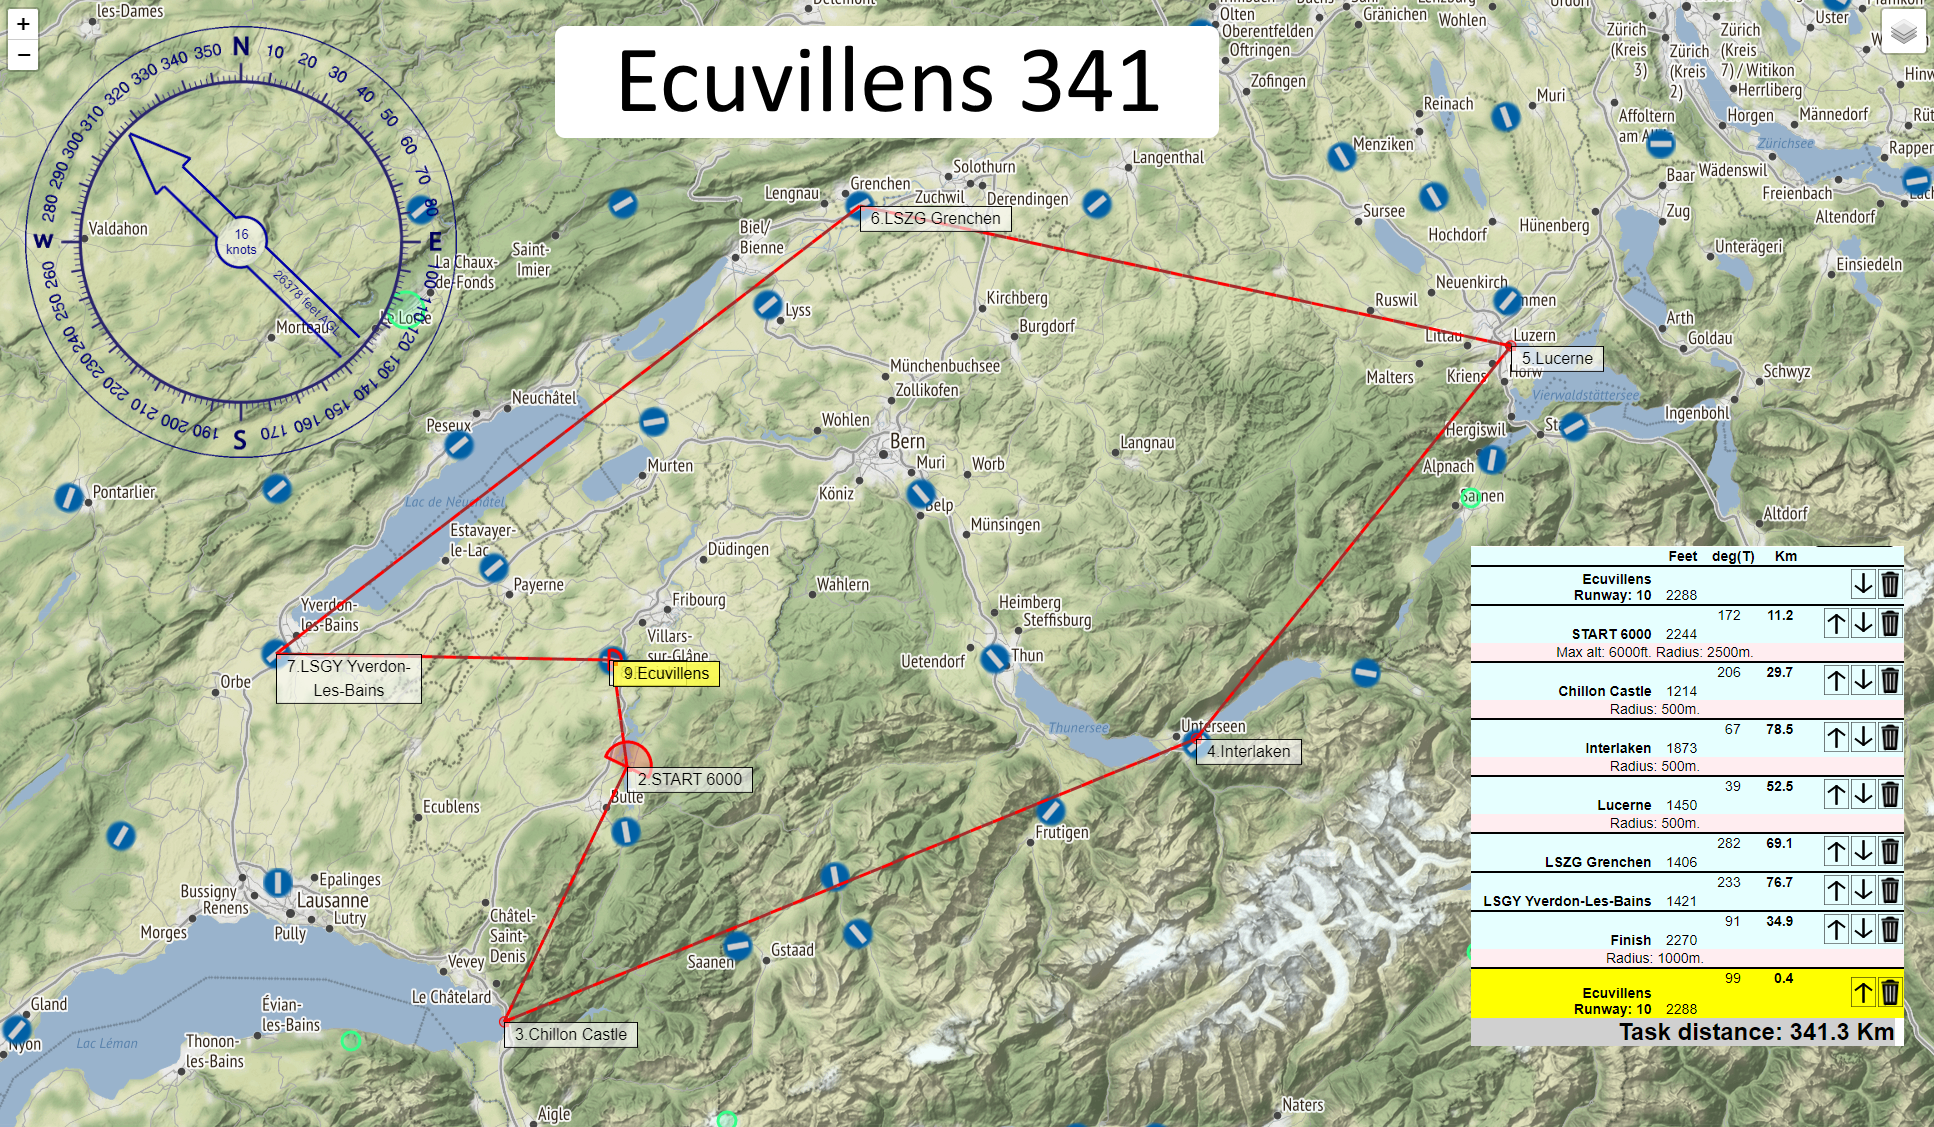 Ecuvillens 341
+
−
N
10
20
30
40
50
60
70
80
E
100
110
120
130
140
150
160
170
S
190
200
210
220
230
240
250
260
W
280
290
300
310
320
330
340
350
16
knots
26378 feet AGL
les-Dames
Valdahon
Morteau
Le Locle
La Chaux-
de-Fonds
Saint-
Imier
Biel/
Bienne
Lengnau
Grenchen
Solothurn
Zuchwil
Derendingen
Langenthal
Olten
Oberentfelden
Oftringen
Zofingen
Gränichen
Wohlen
Reinach
Muri
Menziken
Sursee
Hochdorf
Hünenberg
Neuenkirch
Ruswil
Littau
Luzern
Malters
Kriens
Horw
Hergiswil
Alpnach
Vierwaldstättersee
Ingenbohl
Altdorf
Schwyz
Goldau
Arth
Unterägeri
Einsiedeln
Altendorf
Freienbach
Wädenswil
Baar
Zug
Affoltern
Horgen
Männedorf
Herrliberg
Zürichsee
Uster
Zürich
(Kreis
3)
Zürich
(Kreis
2)
Zürich
(Kreis
7) / Witikon
6.LSZG Grenchen
5.Lucerne
Lyss
Kirchberg
Burgdorf
Münchenbuchsee
Zollikofen
Wohlen
Bern
Muri
Worb
Köniz
Belp
Münsingen
Langnau
Neuchâtel
Peseux
Murten
Lac de Neuchâtel
Estavayer-
le-Lac
Payerne
Düdingen
Fribourg
Wahlern
Pontarlier
Yverdon-
les-Bains
Villars-
sur-Glâne
Heimberg
Steffisburg
Uetendorf
Thun
Thunersee
Unterseen
7.LSGY Yverdon-
Les-Bains
9.Ecuvillens
2.START 6000
4.Interlaken
3.Chillon Castle
Orbe
Ecublens
Bulle
Frutigen
Bussigny
Renens
Epalinges
Lausanne
Lutry
Pully
Morges
Châtel-
Saint-
Denis
Vevey
Le Châtelard
Saanen
Gstaad
Gland
Nyon
Lac Léman
Évian-
les-Bains
Thonon-
les-Bains
Aigle
Naters
Feet deg(T) Km
Ecuvillens
Runway: 10 2288
172 11.2
START 6000 2244
Max alt: 6000ft. Radius: 2500m.
206 29.7
Chillon Castle 1214
Radius: 500m.
67 78.5
Interlaken 1873
Radius: 500m.
39 52.5
Lucerne 1450
Radius: 500m.
282 69.1
LSZG Grenchen 1406
233 76.7
LSGY Yverdon-Les-Bains 1421
91 34.9
Finish 2270
Radius: 1000m.
99 0.4
Ecuvillens
Runway: 10 2288
Task distance: 341.3 Km